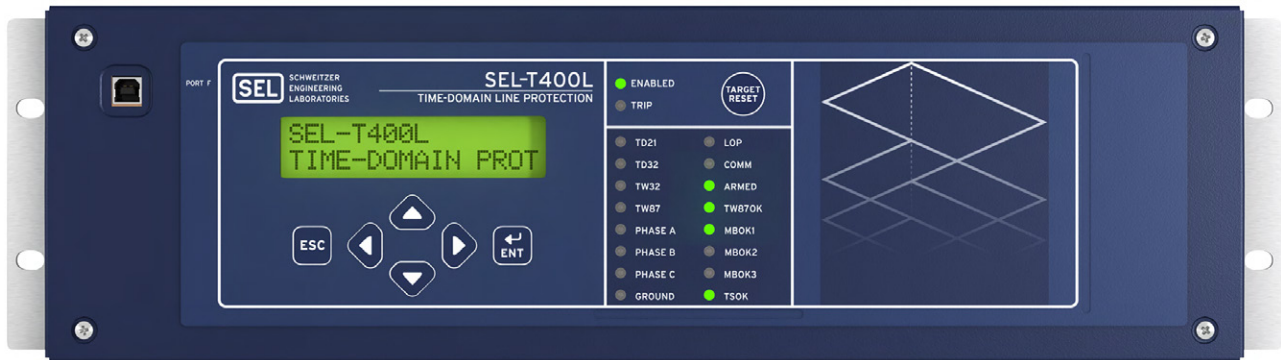 PORT F
SEL
SCHWEITZER
ENGINEERING
LABORATORIES
SEL-T400L
TIME-DOMAIN LINE PROTECTION
SEL-T400L
TIME-DOMAIN PROT
ESC
ENT
ENABLED
TRIP
TARGET
RESET
TD21
TD32
TW32
TW87
PHASE A
PHASE B
PHASE C
GROUND
LOP
COMM
ARMED
TW87OK
MBOK1
MBOK2
MBOK3
TSOK